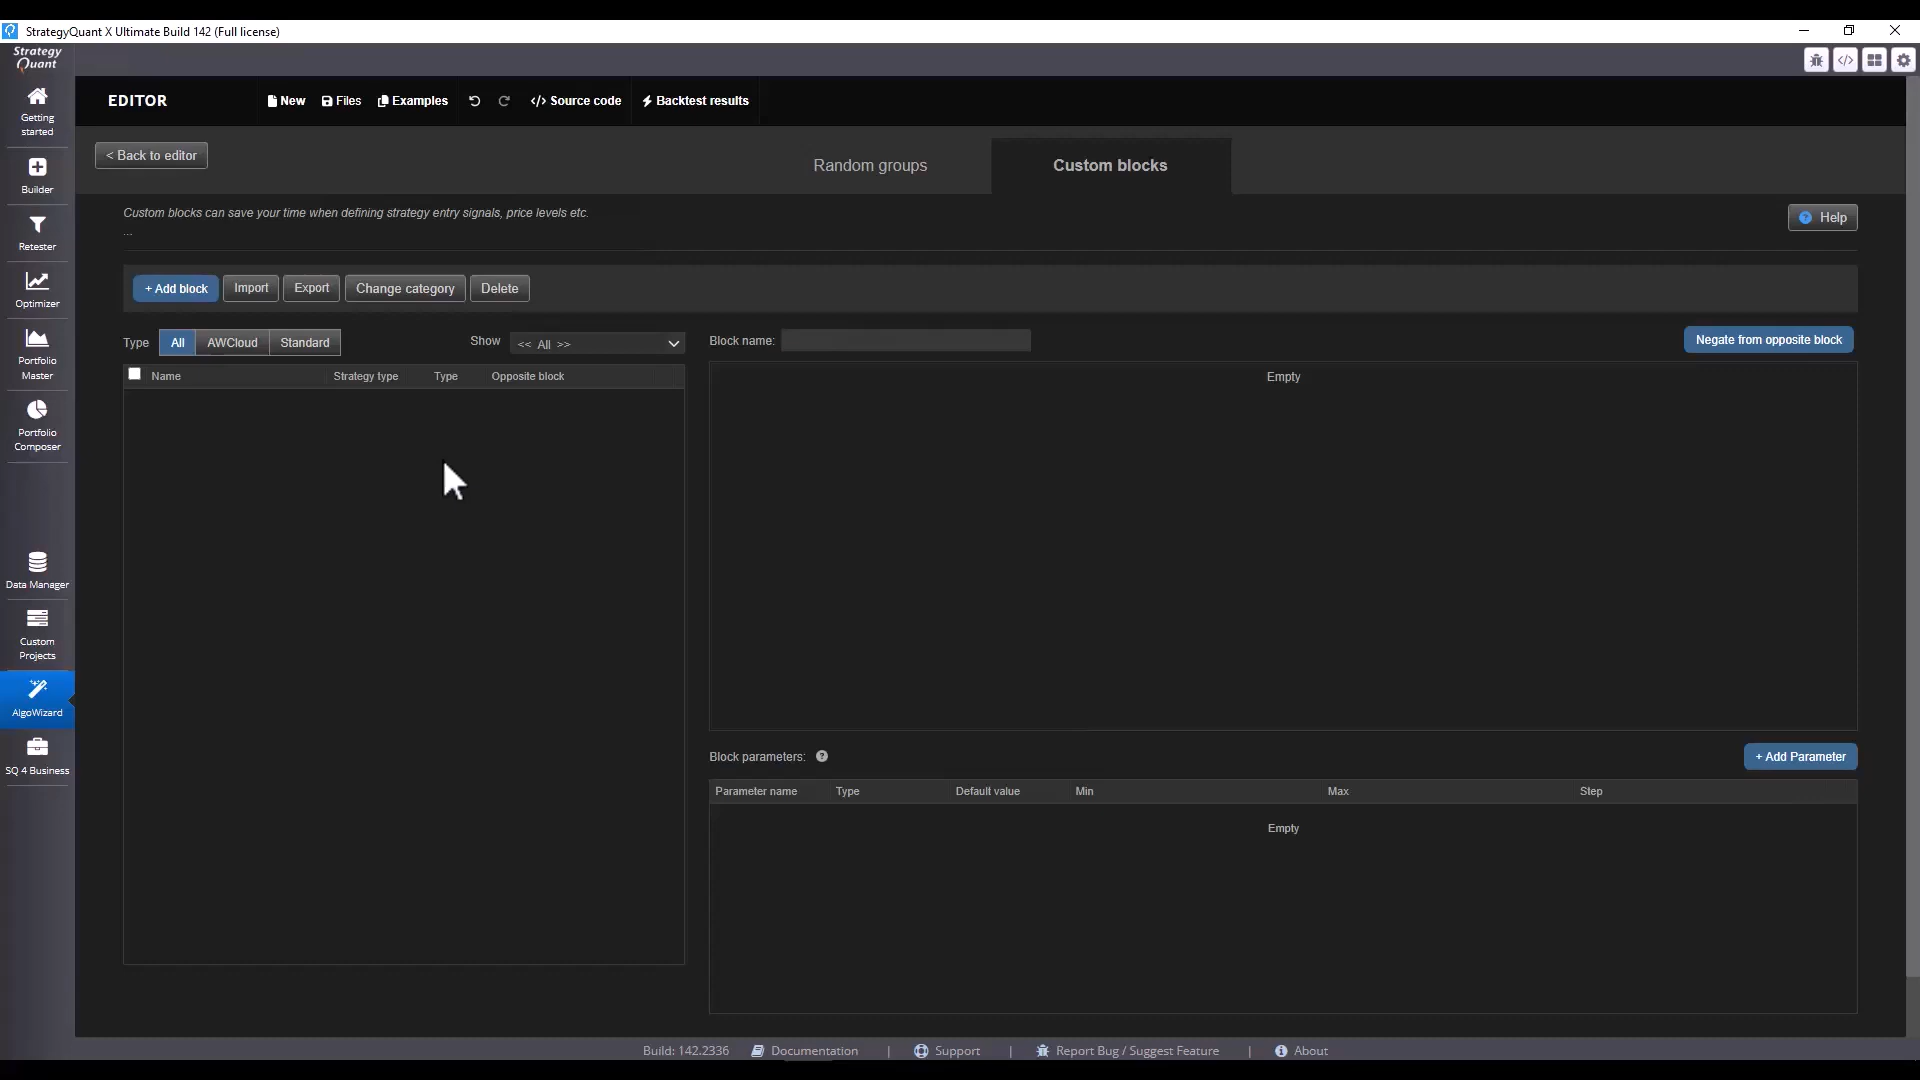 StrategyQuant X Ultimate Build 142 (Full license)
Strategy
Quant
EDITOR
New
Files
Examples
</> Source code
Backtest results
Getting
started
Builder
Retester
Optimizer
Portfolio
Master
Portfolio
Composer
Data Manager
Custom
Projects
AlgoWizard
SQ 4 Business
< Back to editor
Random groups
Custom blocks
Custom blocks can save your time when defining strategy entry signals, price levels etc.
...
? Help
+ Add block
Import
Export
Change category
Delete
Type
All
AWCloud
Standard
Show
<< All >>
Name
Strategy type
Type
Opposite block
Block name:
Negate from opposite block
Empty
Block parameters: ?
+ Add Parameter
Parameter name
Type
Default value
Min
Max
Step
Empty
Build: 142.2336
Documentation
|
Support
|
Report Bug / Suggest Feature
|
About